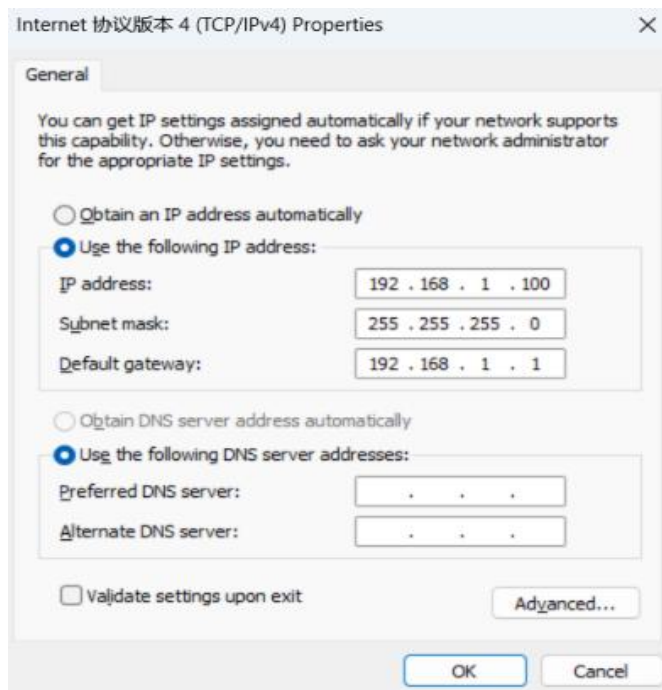 Internet 协议版本 4 (TCP/IPv4) Properties
General
You can get IP settings assigned automatically if your network supports
this capability. Otherwise, you need to ask your network administrator
for the appropriate IP settings.
Obtain an IP address automatically
Use the following IP address:
IP address: 192 . 168 . 1 . 100
Subnet mask: 255 . 255 . 255 . 0
Default gateway: 192 . 168 . 1 . 1
Obtain DNS server address automatically
Use the following DNS server addresses:
Preferred DNS server: . . .
Alternate DNS server: . . .
Validate settings upon exit
Advanced...
OK Cancel